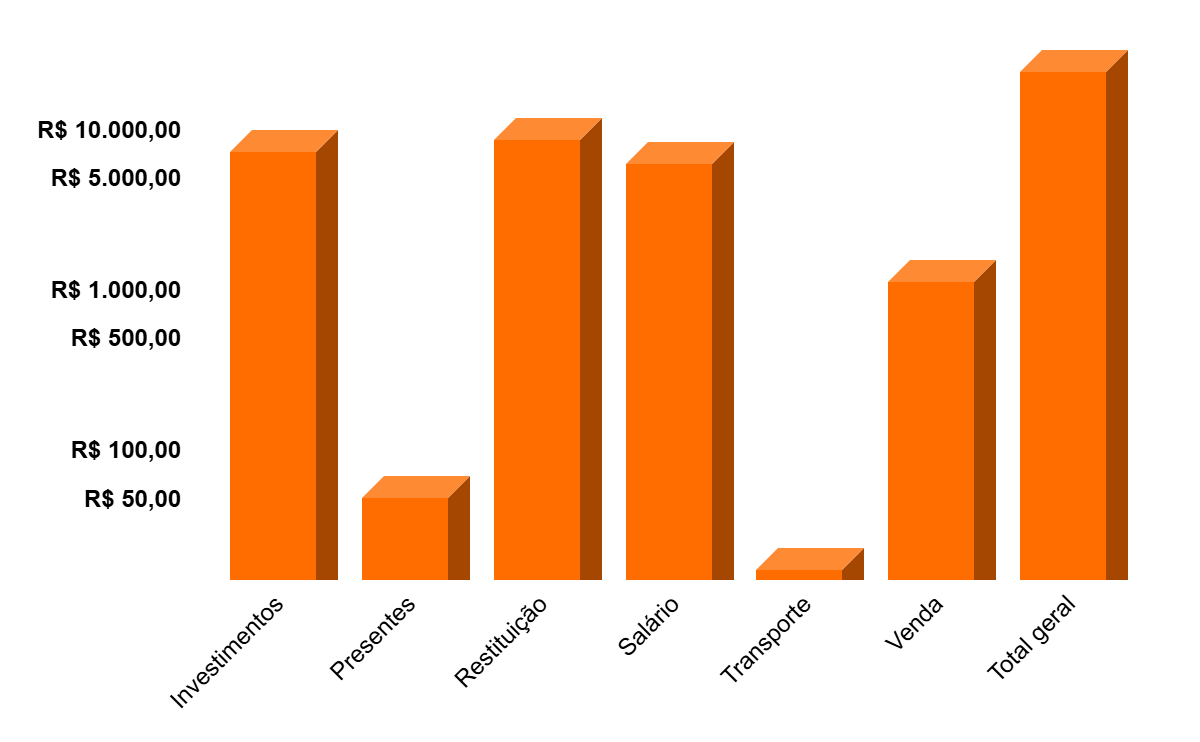 R$ 10.000,00
R$ 5.000,00
R$ 1.000,00
R$ 500,00
R$ 100,00
R$ 50,00
Investimentos
Presentes
Restituição
Salário
Transporte
Venda
Total geral